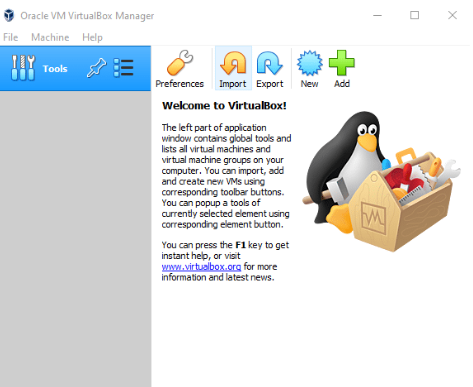 Oracle VM VirtualBox Manager
File Machine Help
Tools
Preferences Import Export New Add
Welcome to VirtualBox!
The left part of application
window contains global tools and
lists all virtual machines and
virtual machine groups on your
computer. You can import, add
and create new VMs using
corresponding toolbar buttons.
You can popup a tools of
currently selected element using
corresponding element button.
You can press the F1 key to get
instant help, or visit
www.virtualbox.org for more
information and latest news.